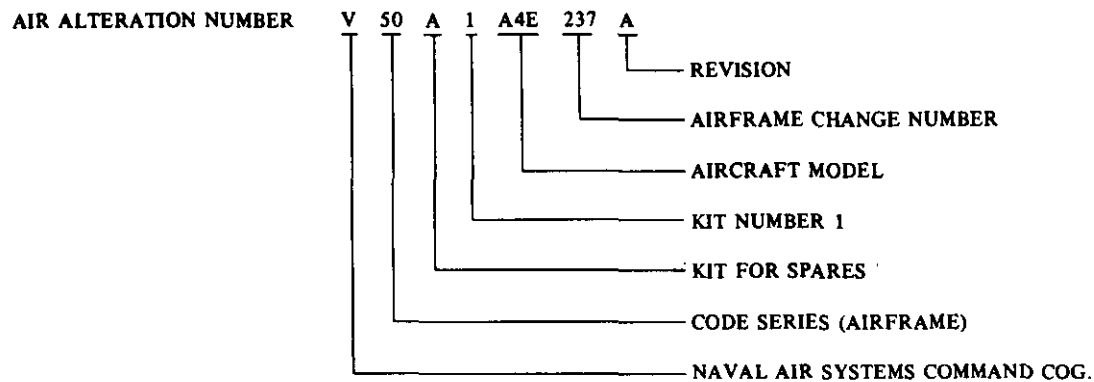 AIR ALTERATION NUMBER V 50 A 1 A4E 237 A
REVISION
AIRFRAME CHANGE NUMBER
AIRCRAFT MODEL
KIT NUMBER 1
KIT FOR SPARES
CODE SERIES (AIRFRAME)
NAVAL AIR SYSTEMS COMMAND COG.